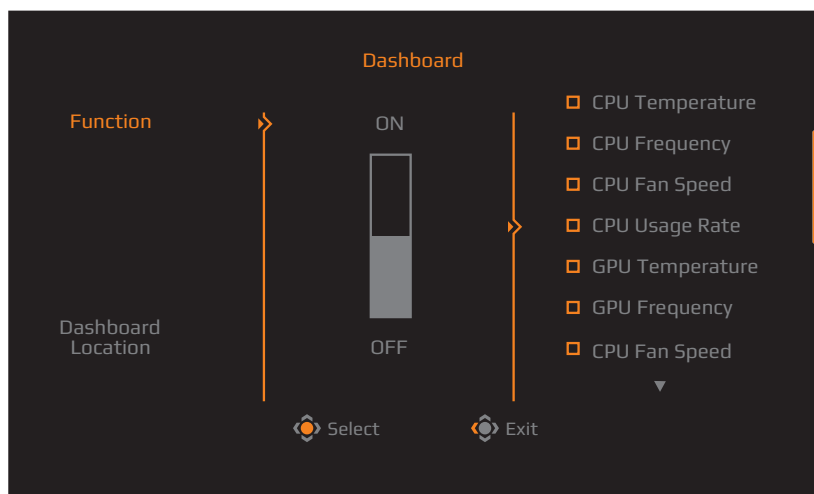 Dashboard
Function
ON
OFF
Dashboard
Location
CPU Temperature
CPU Frequency
CPU Fan Speed
CPU Usage Rate
GPU Temperature
GPU Frequency
CPU Fan Speed
Select
Exit